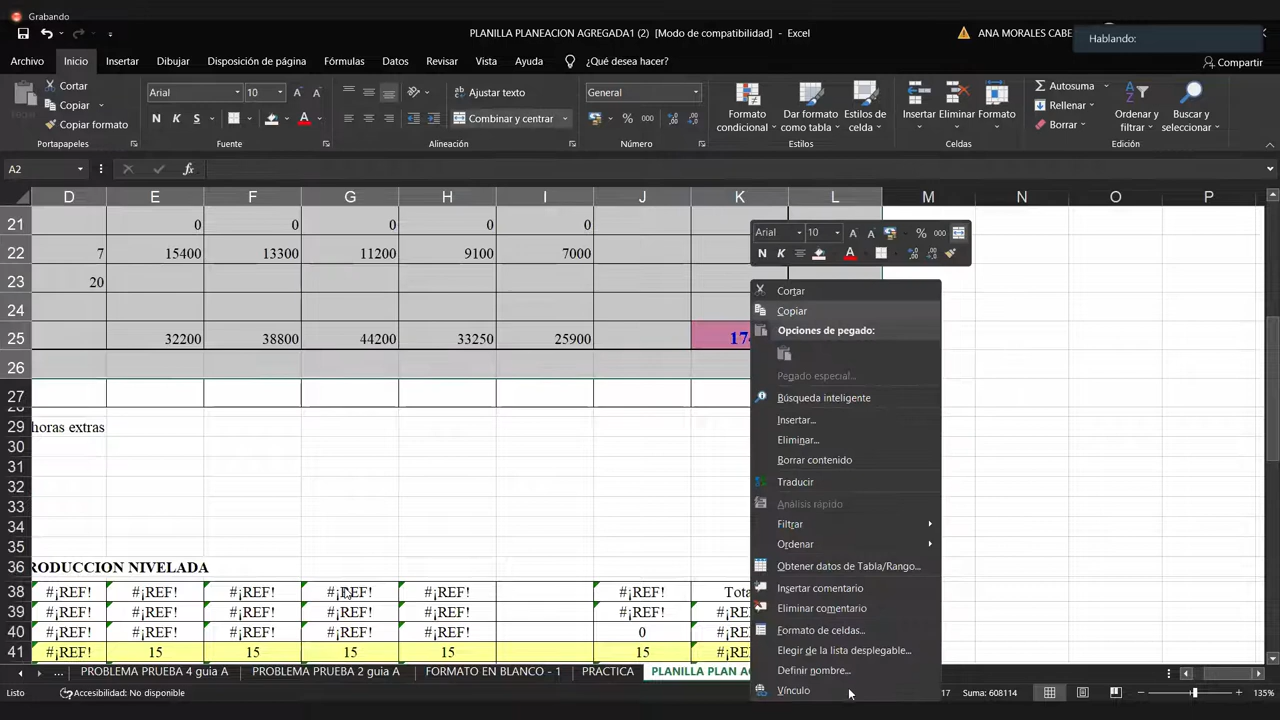 Grabando
PLANILLA PLANEACION AGREGADA1 (2) [Modo de compatibilidad] - Excel
ANA MORALES CABE
Hablando:
Archivo Inicio Insertar Dibujar Disposición de página Fórmulas Datos Revisar Vista Ayuda ¿Qué desea hacer? Compartir
Cortar
Copiar
Copiar formato
Portapapeles
Arial 10
N K S
Fuente
Ajustar texto
Combinar y centrar
Alineación
General
% 000
Número
Formato condicional
Dar formato como tabla
Estilos de celda
Estilos
Insertar Eliminar Formato
Celdas
Autosuma
Rellenar
Borrar
Ordenar y filtrar
Buscar y seleccionar
Edición
A2 fx
D E F G H I J K L M N O P
21 0 0 0 0 0
22 7 15400 13300 11200 9100 7000
23 20
24
25 32200 38800 44200 33250 25900 17
26
27
28
29 horas extras
30
31
32
33
34
35
36 RODUCCION NIVELADA
38 #¡REF! #¡REF! #¡REF! #¡REF! #¡REF! #¡REF! Tota
39 #¡REF! #¡REF! #¡REF! #¡REF! #¡REF! #¡REF! #¡RE
40 #¡REF! #¡REF! #¡REF! #¡REF! #¡REF! 0 #¡RE
41 #¡REF! 15 15 15 15 15 #¡RE
Arial 10 A A % 000
N K A
Cortar
Copiar
Opciones de pegado:
Pegado especial...
Búsqueda inteligente
Insertar...
Eliminar...
Borrar contenido
Traducir
Análisis rápido
Filtrar
Ordenar
Obtener datos de Tabla/Rango...
Insertar comentario
Eliminar comentario
Formato de celdas...
Elegir de la lista desplegable...
Definir nombre...
Vínculo
... PROBLEMA PRUEBA 4 guia A PROBLEMA PRUEBA 2 guia A FORMATO EN BLANCO - 1 PRACTICA PLANILLA PLAN A
Listo Accesibilidad: No disponible 17 Suma: 608114 135%